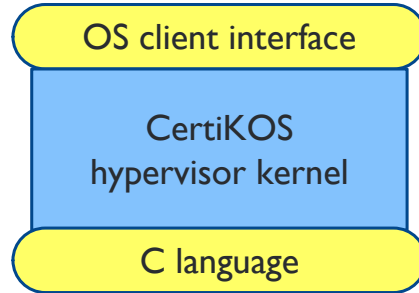 OS client interface
CertiKOS
hypervisor kernel
C language